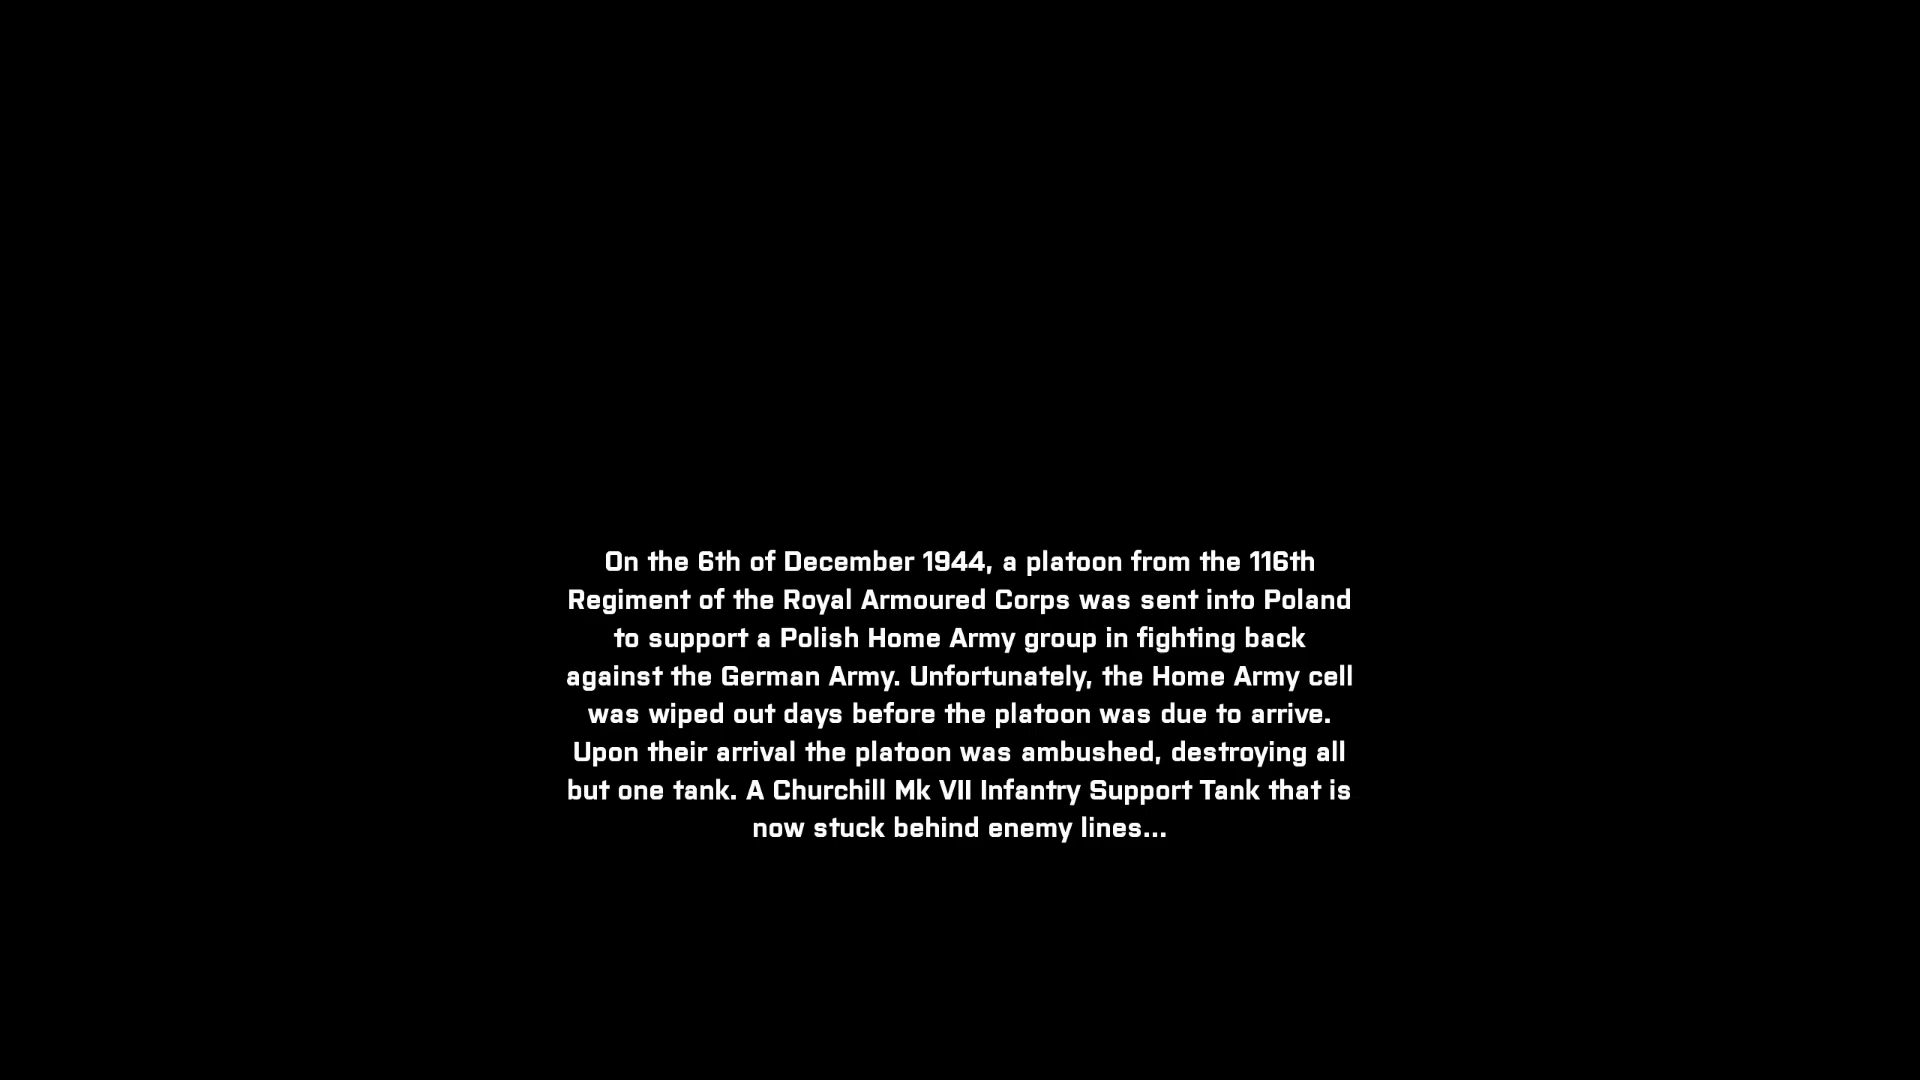 On the 6th of December 1944, a platoon from the 116th
Regiment of the Royal Armoured Corps was sent into Poland
to support a Polish Home Army group in fighting back
against the German Army. Unfortunately, the Home Army cell
was wiped out days before the platoon was due to arrive.
Upon their arrival the platoon was ambushed, destroying all
but one tank. A Churchill Mk VII Infantry Support Tank that is
now stuck behind enemy lines...